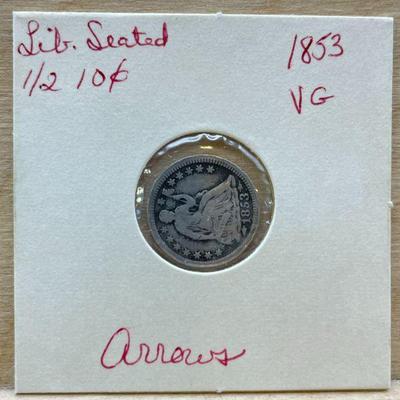 Lib. Seated
1/2 10¢
1853
VG
1853
Arrows